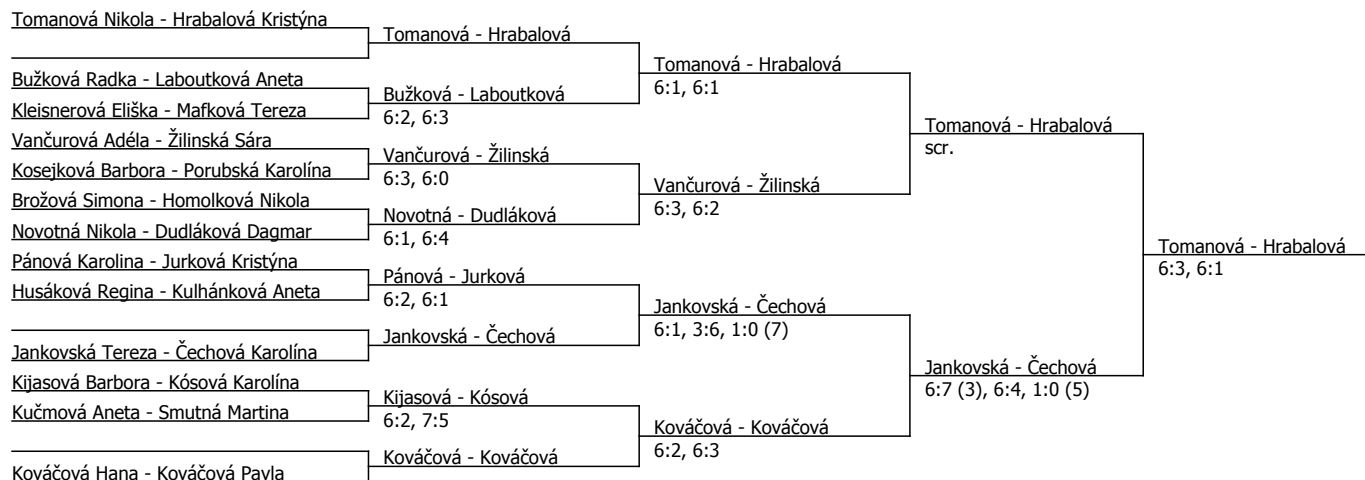 Tomanová Nikola - Hrabalová Kristýna
Bužková Radka - Laboutková Aneta
Kleisnerová Eliška - Mafková Tereza
Vančurová Adéla - Žilinská Sára
Kosejková Barbora - Porubská Karolína
Brožová Simona - Homolková Nikola
Novotná Nikola - Dudláková Dagmar
Pánová Karolina - Jurková Kristýna
Husáková Regina - Kulhánková Aneta
Jankovská Tereza - Čechová Karolína
Kijasová Barbora - Kósová Karolína
Kučmová Aneta - Smutná Martina
Kováčová Hana - Kováčová Pavla
Tomanová - Hrabalová
Bužková - Laboutková
6:2, 6:3
Vančurová - Žilinská
6:3, 6:0
Novotná - Dudláková
6:1, 6:4
Pánová - Jurková
6:2, 6:1
Jankovská - Čechová
Kijasová - Kósová
6:2, 7:5
Kováčová - Kováčová
Tomanová - Hrabalová
6:1, 6:1
Vančurová - Žilinská
6:3, 6:2
Jankovská - Čechová
6:1, 3:6, 1:0 (7)
Kováčová - Kováčová
6:2, 6:3
Tomanová - Hrabalová
scr.
Jankovská - Čechová
6:7 (3), 6:4, 1:0 (5)
Tomanová - Hrabalová
6:3, 6:1